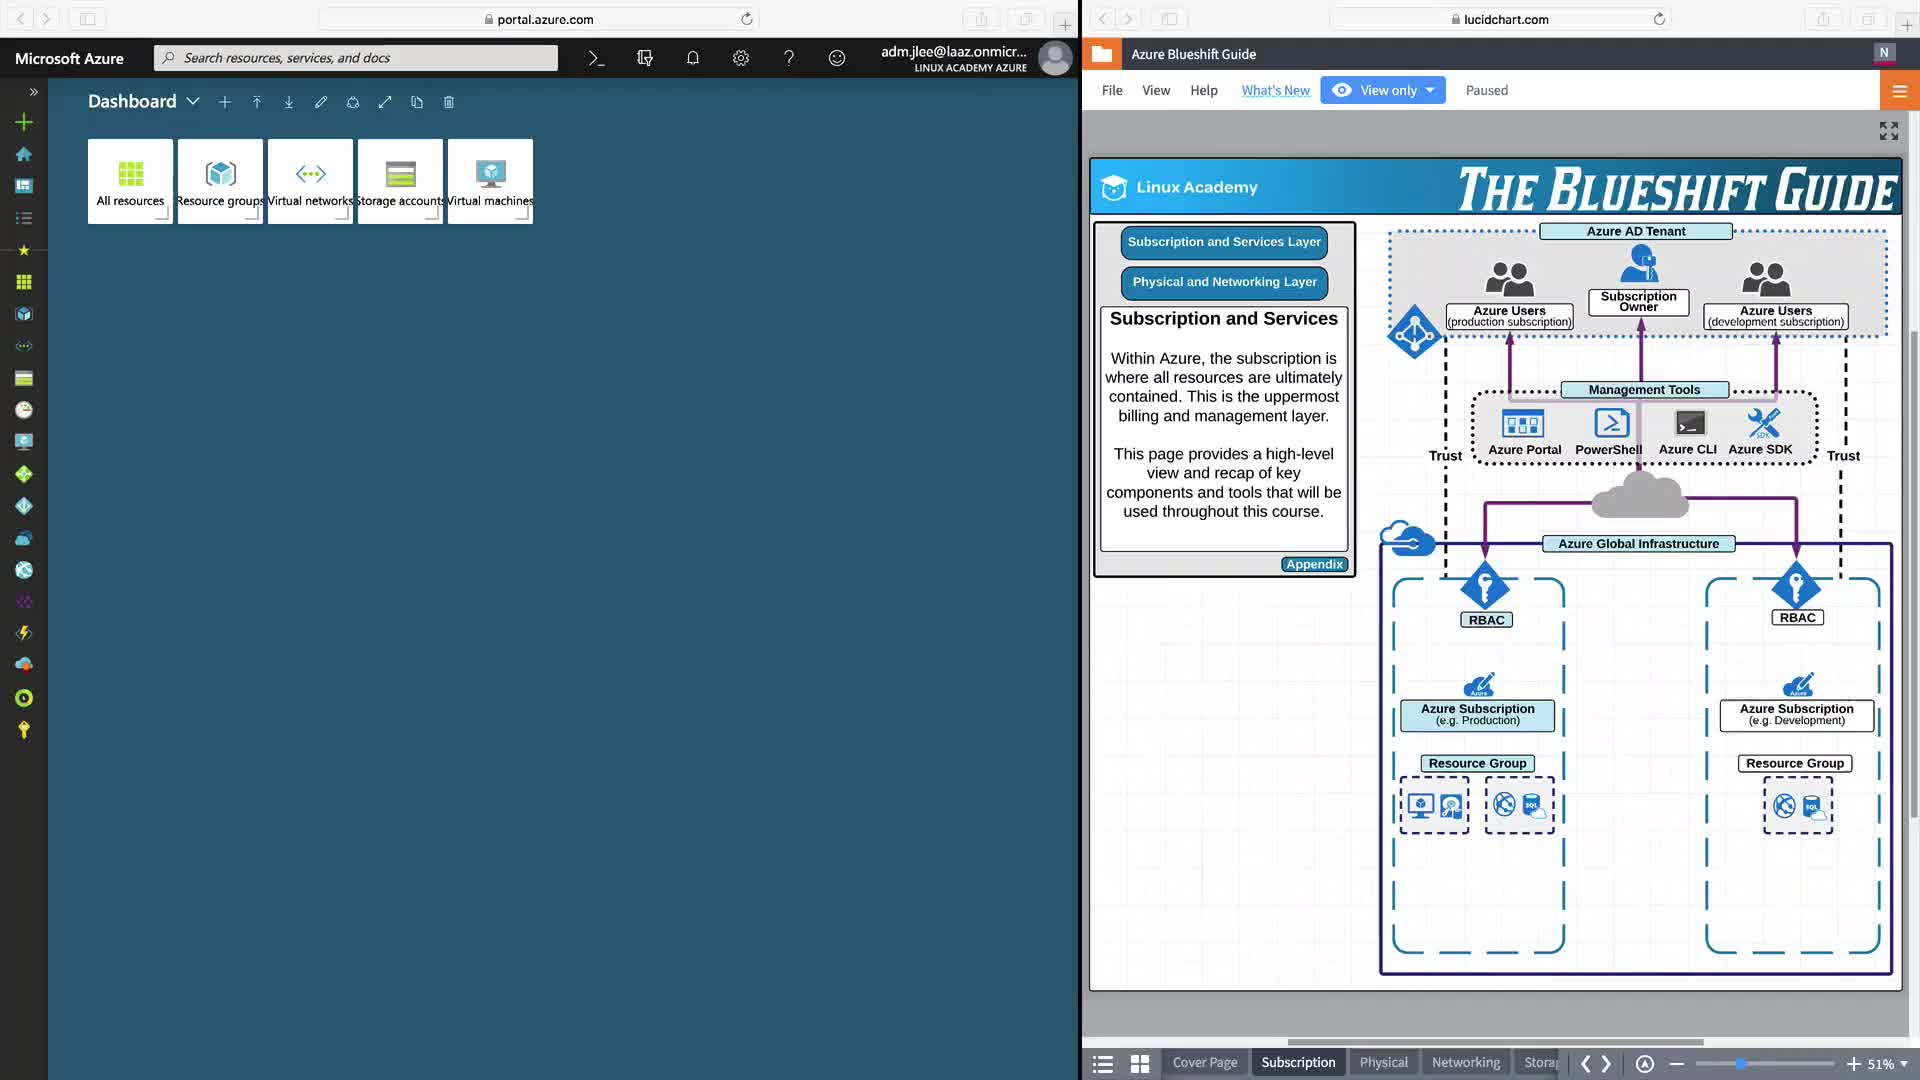 portal.azure.com
Microsoft Azure
Search resources, services, and docs
adm.jlee@laaz.onmicr...
LINUX ACADEMY AZURE
Dashboard
All resources
Resource groups
Virtual networks
Storage accounts
Virtual machines
lucidchart.com
Azure Blueshift Guide
N
File
View
Help
What's New
View only
Paused
Linux Academy
THE BLUESHIFT GUIDE
Subscription and Services Layer
Physical and Networking Layer
Subscription and Services
Within Azure, the subscription is
where all resources are ultimately
contained. This is the uppermost
billing and management layer.
This page provides a high-level
view and recap of key
components and tools that will be
used throughout this course.
Appendix
Azure AD Tenant
Azure Users
(production subscription)
Subscription
Owner
Azure Users
(development subscription)
Management Tools
Azure Portal
PowerShell
Azure CLI
SDK
Azure SDK
Trust
Trust
Azure Global Infrastructure
RBAC
RBAC
Azure
Azure Subscription
(e.g. Production)
Azure
Azure Subscription
(e.g. Development)
Resource Group
SQL
Resource Group
SQL
Cover Page
Subscription
Physical
Networking
Storag
51%